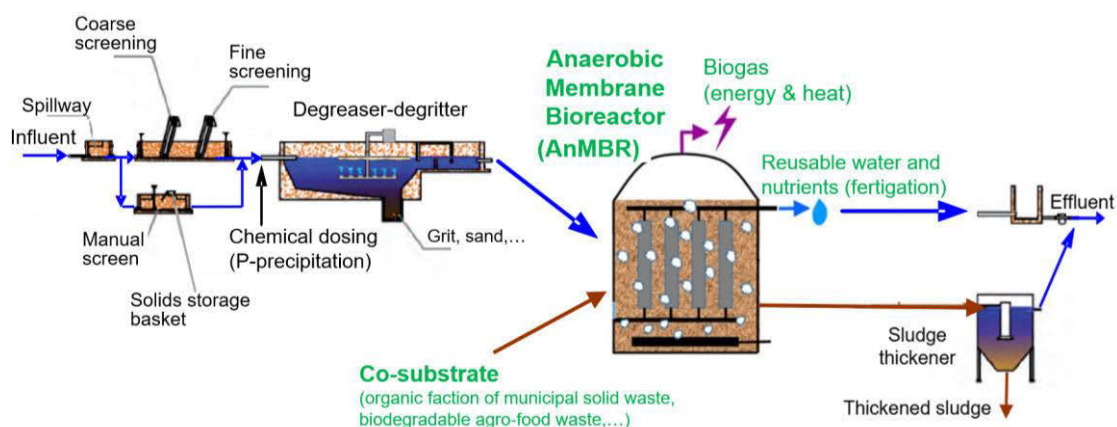 Coarse
screening
Fine
screening
Spillway
Influent
Degreaser-degritter
Manual
screen
Solids storage
basket
Chemical dosing
(P-precipitation)
Grit, sand,...
Anaerobic
Membrane
Bioreactor
(AnMBR)
Biogas
(energy & heat)
Reusable water and
nutrients (fertigation)
Effluent
Co-substrate
(organic faction of municipal solid waste,
biodegradable agro-food waste,...)
Sludge
thickener
Thickened sludge